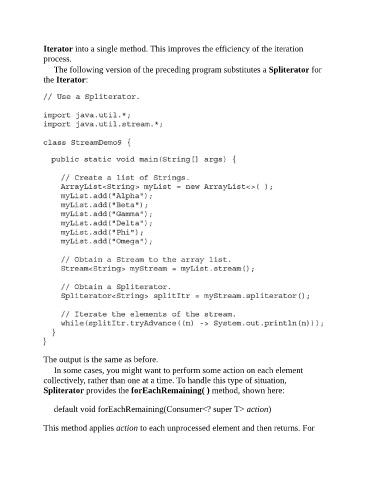 Iterator into a single method. This improves the efficiency of the iteration
process.
The following version of the preceding program substitutes a Spliterator for
the Iterator:
// Use a Spliterator.
import java.util.*;
import java.util.stream.*;
class StreamDemo9 {
public static void main(String[] args) {
// Create a list of Strings.
ArrayList<String> myList = new ArrayList<>( );
myList.add("Alpha");
myList.add("Beta");
myList.add("Gamma");
myList.add("Delta");
myList.add("Phi");
myList.add("Omega");
// Obtain a Stream to the array list.
Stream<String> myStream = myList.stream();
// Obtain a Spliterator.
Spliterator<String> splitItr = myStream.spliterator();
// Iterate the elements of the stream.
while(splitItr.tryAdvance((n) -> System.out.println(n)));
}
}
The output is the same as before.
In some cases, you might want to perform some action on each element
collectively, rather than one at a time. To handle this type of situation,
Spliterator provides the forEachRemaining( ) method, shown here:
default void forEachRemaining(Consumer<? super T> action)
This method applies action to each unprocessed element and then returns. For